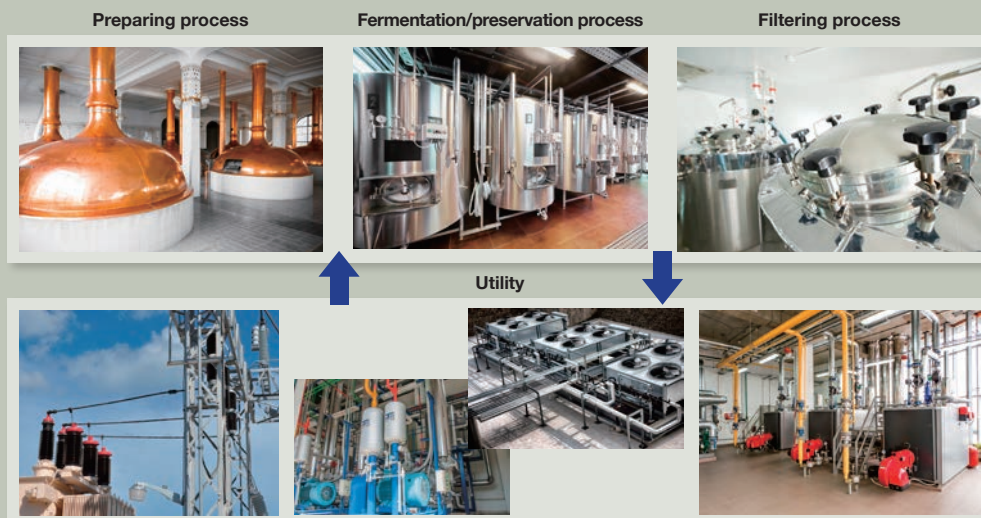 Preparing process
Fermentation/preservation process
Filtering process
Utility